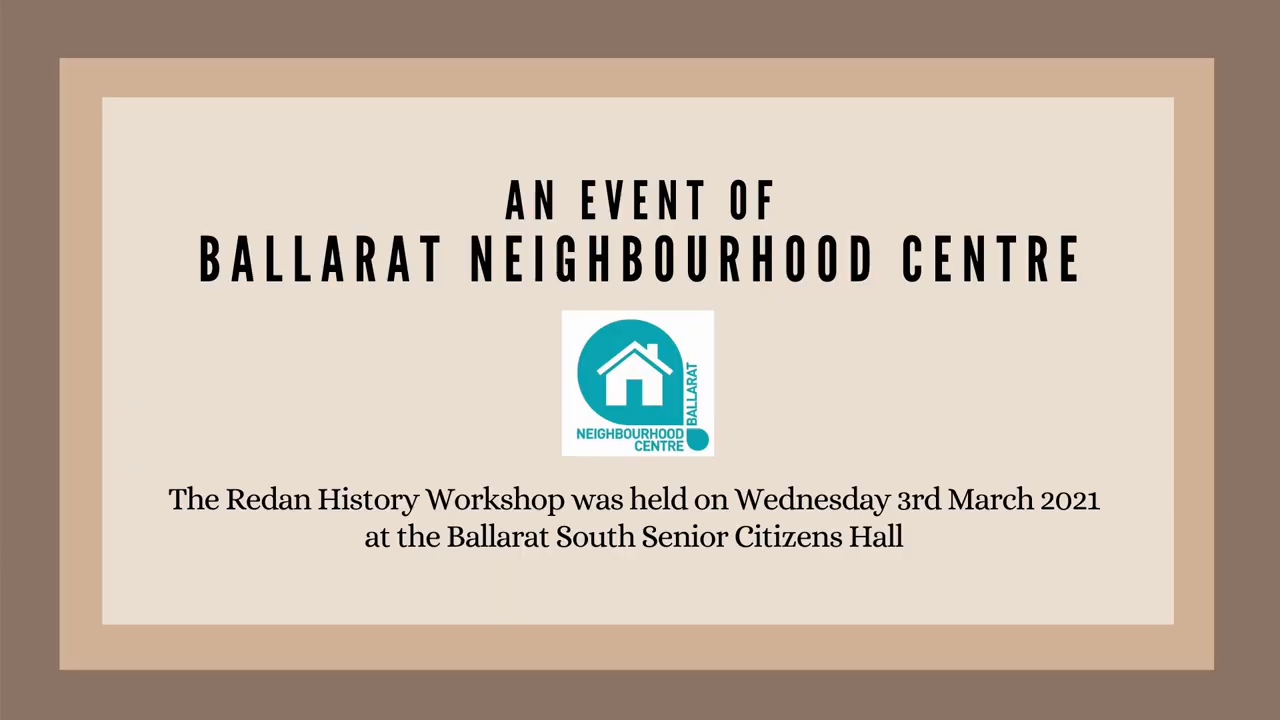 AN EVENT OF
BALLARAT NEIGHBOURHOOD CENTRE
BALLARAT
NEIGHBOURHOOD
CENTRE
The Redan History Workshop was held on Wednesday 3rd March 2021
at the Ballarat South Senior Citizens Hall